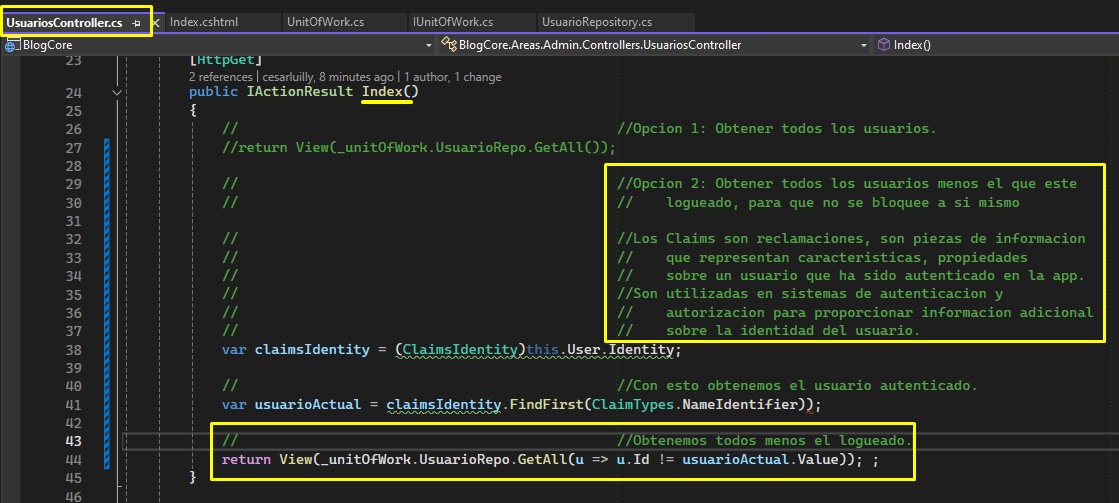 UsuariosController.cs Index.cshtml UnitOfWork.cs IUnitOfWork.cs UsuarioRepository.cs
BlogCore BlogCore.Areas.Admin.Controllers.UsuariosController Index()
23 [HttpGet]
2 references | cesarluilly, 8 minutes ago | 1 author, 1 change
24 public IActionResult Index()
25 {
26 // //Opcion 1: Obtener todos los usuarios.
27 //return View(_unitOfWork.UsuarioRepo.GetAll());
28
29 // //Opcion 2: Obtener todos los usuarios menos el que este
30 // // logueado, para que no se bloquee a si mismo
31
32 // //Los Claims son reclamaciones, son piezas de informacion
33 // // que representan caracteristicas, propiedades
34 // // sobre un usuario que ha sido autenticado en la app.
35 // //Son utilizadas en sistemas de autenticacion y
36 // // autorizacion para proporcionar informacion adicional
37 // // sobre la identidad del usuario.
38 var claimsIdentity = (ClaimsIdentity)this.User.Identity;
39
40 // //Con esto obtenemos el usuario autenticado.
41 var usuarioActual = claimsIdentity.FindFirst(ClaimTypes.NameIdentifier));
42
43 // //Obtenemos todos menos el logueado.
44 return View(_unitOfWork.UsuarioRepo.GetAll(u => u.Id != usuarioActual.Value)); ;
45 }
46